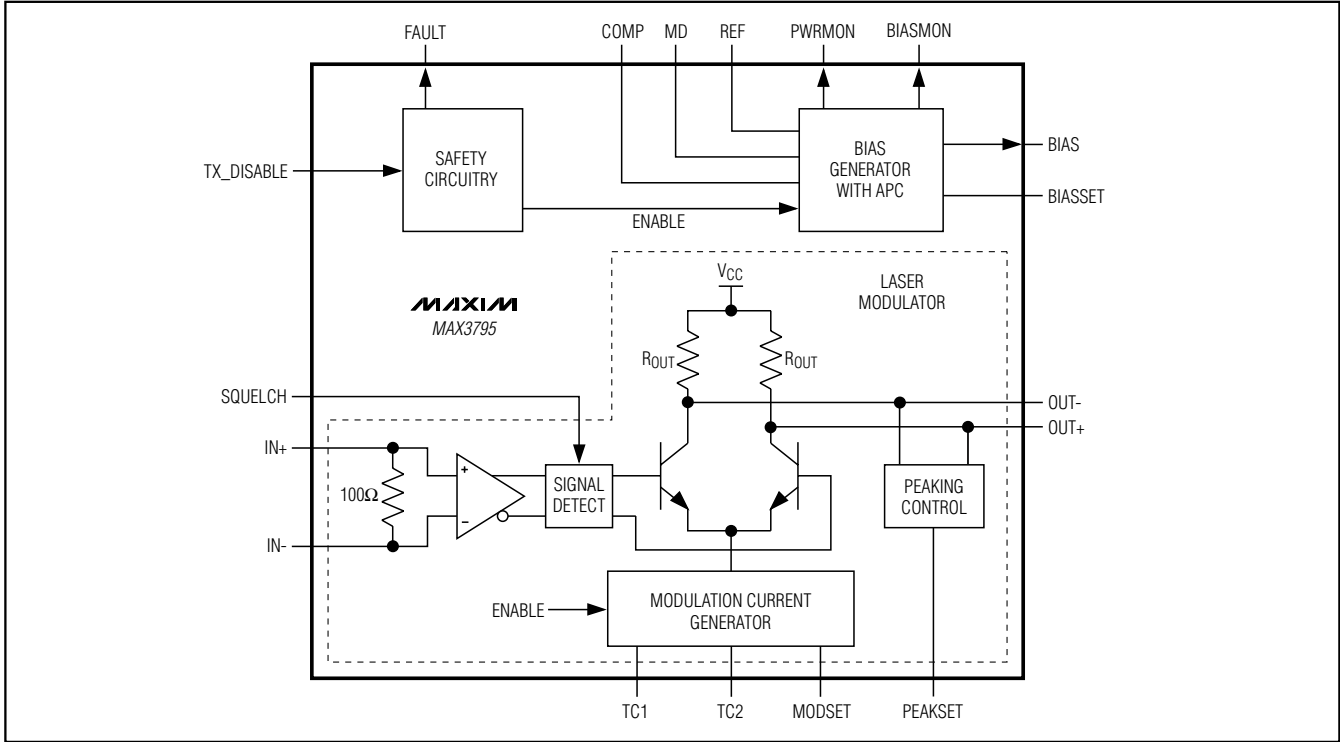 FAULT
COMP
MD
REF
PWRMON
BIASMON
SAFETY
CIRCUITRY
BIAS
GENERATOR
WITH APC
BIAS
TX_DISABLE
BIASSET
ENABLE
VCC
LASER
MODULATOR
MAXIM
MAX3795
ROUT
ROUT
SQUELCH
OUT-
OUT+
IN+
+
-
100Ω
SIGNAL
DETECT
PEAKING
CONTROL
IN-
ENABLE
MODULATION CURRENT
GENERATOR
TC1
TC2
MODSET
PEAKSET